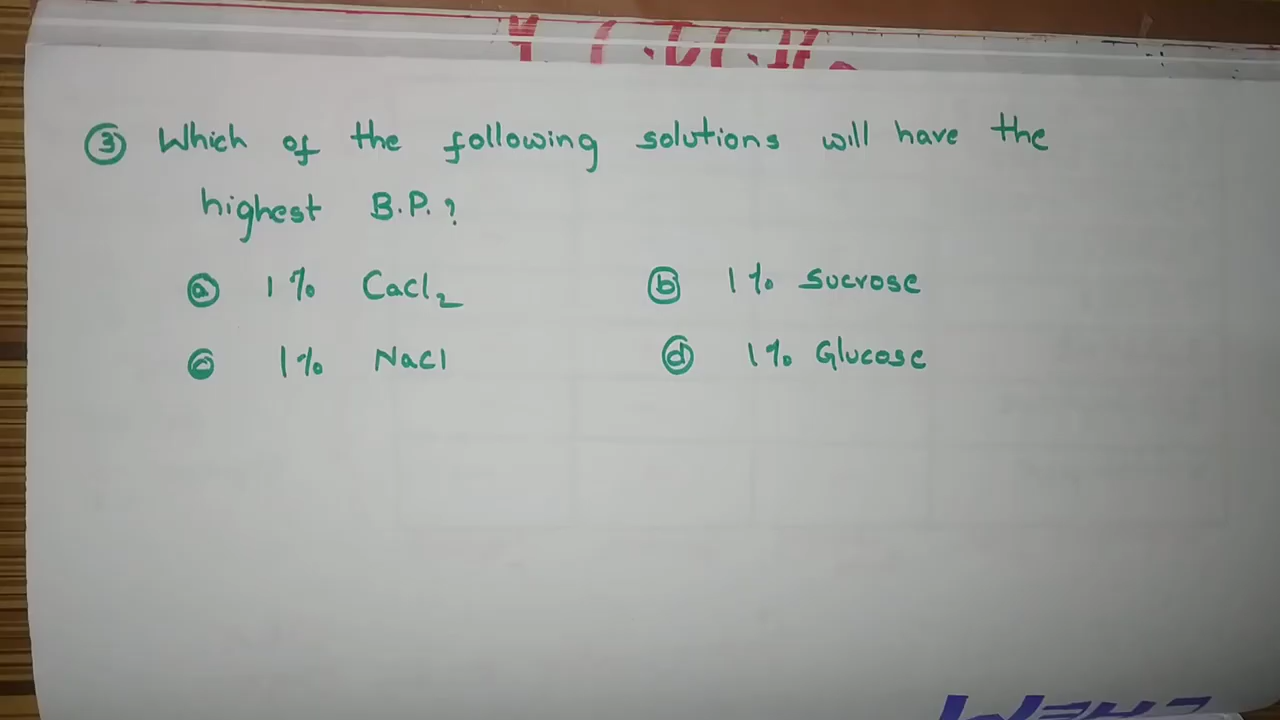 ③ Which of the following solutions will have the
highest B.P.?
ⓐ 1% CaCl₂ ⓑ 1% Sucrose
ⓒ 1% NaCl ⓓ 1% Glucose